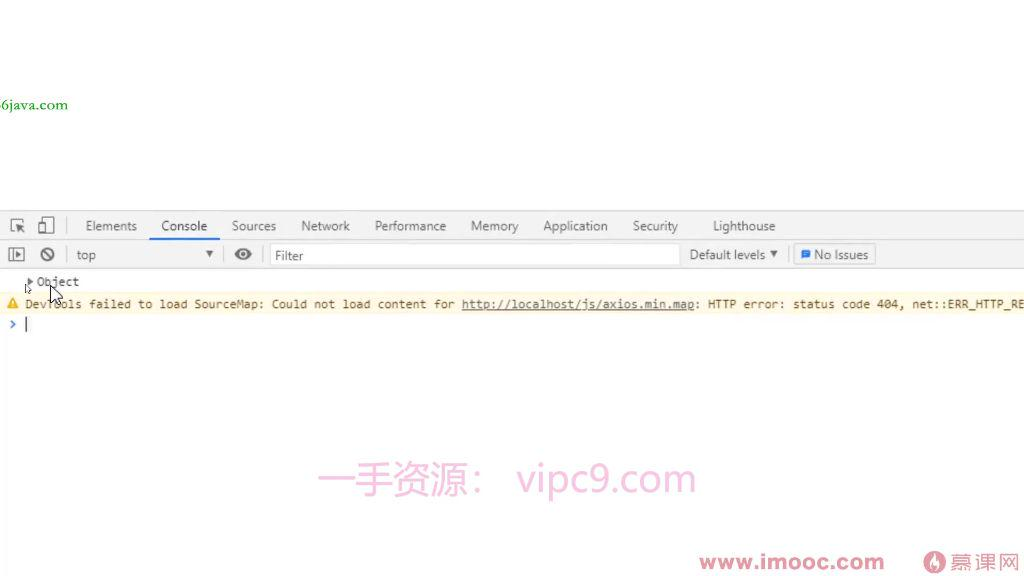 6java.com
Elements Console Sources Network Performance Memory Application Security Lighthouse
top Filter Default levels No Issues
Object
DevTools failed to load SourceMap: Could not load content for http://localhost/js/axios.min.map: HTTP error: status code 404, net::ERR_HTTP_RE
一手资源： vipc9.com
www.imooc.com 慕课网